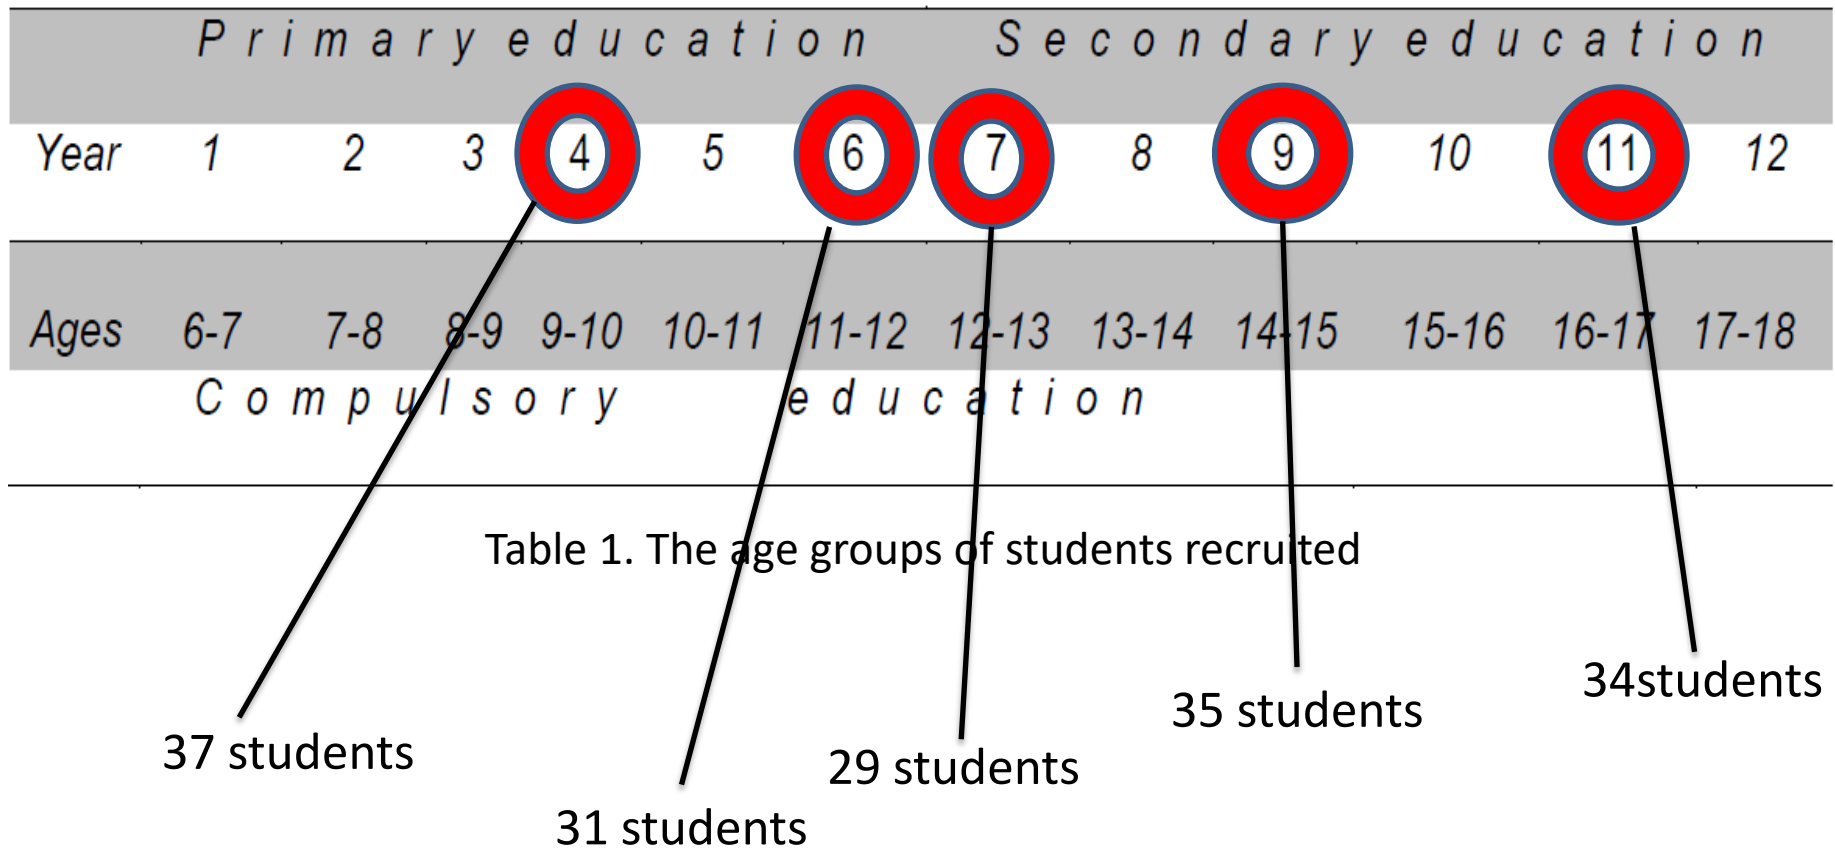 Primary education Secondary education
Year 1 2 3 4 5 6 7 8 9 10 11 12
Ages 6-7 7-8 8-9 9-10 10-11 11-12 12-13 13-14 14-15 15-16 16-17 17-18
Compulsory education
Table 1. The age groups of students recruited
34students
35 students
37 students
29 students
31 students